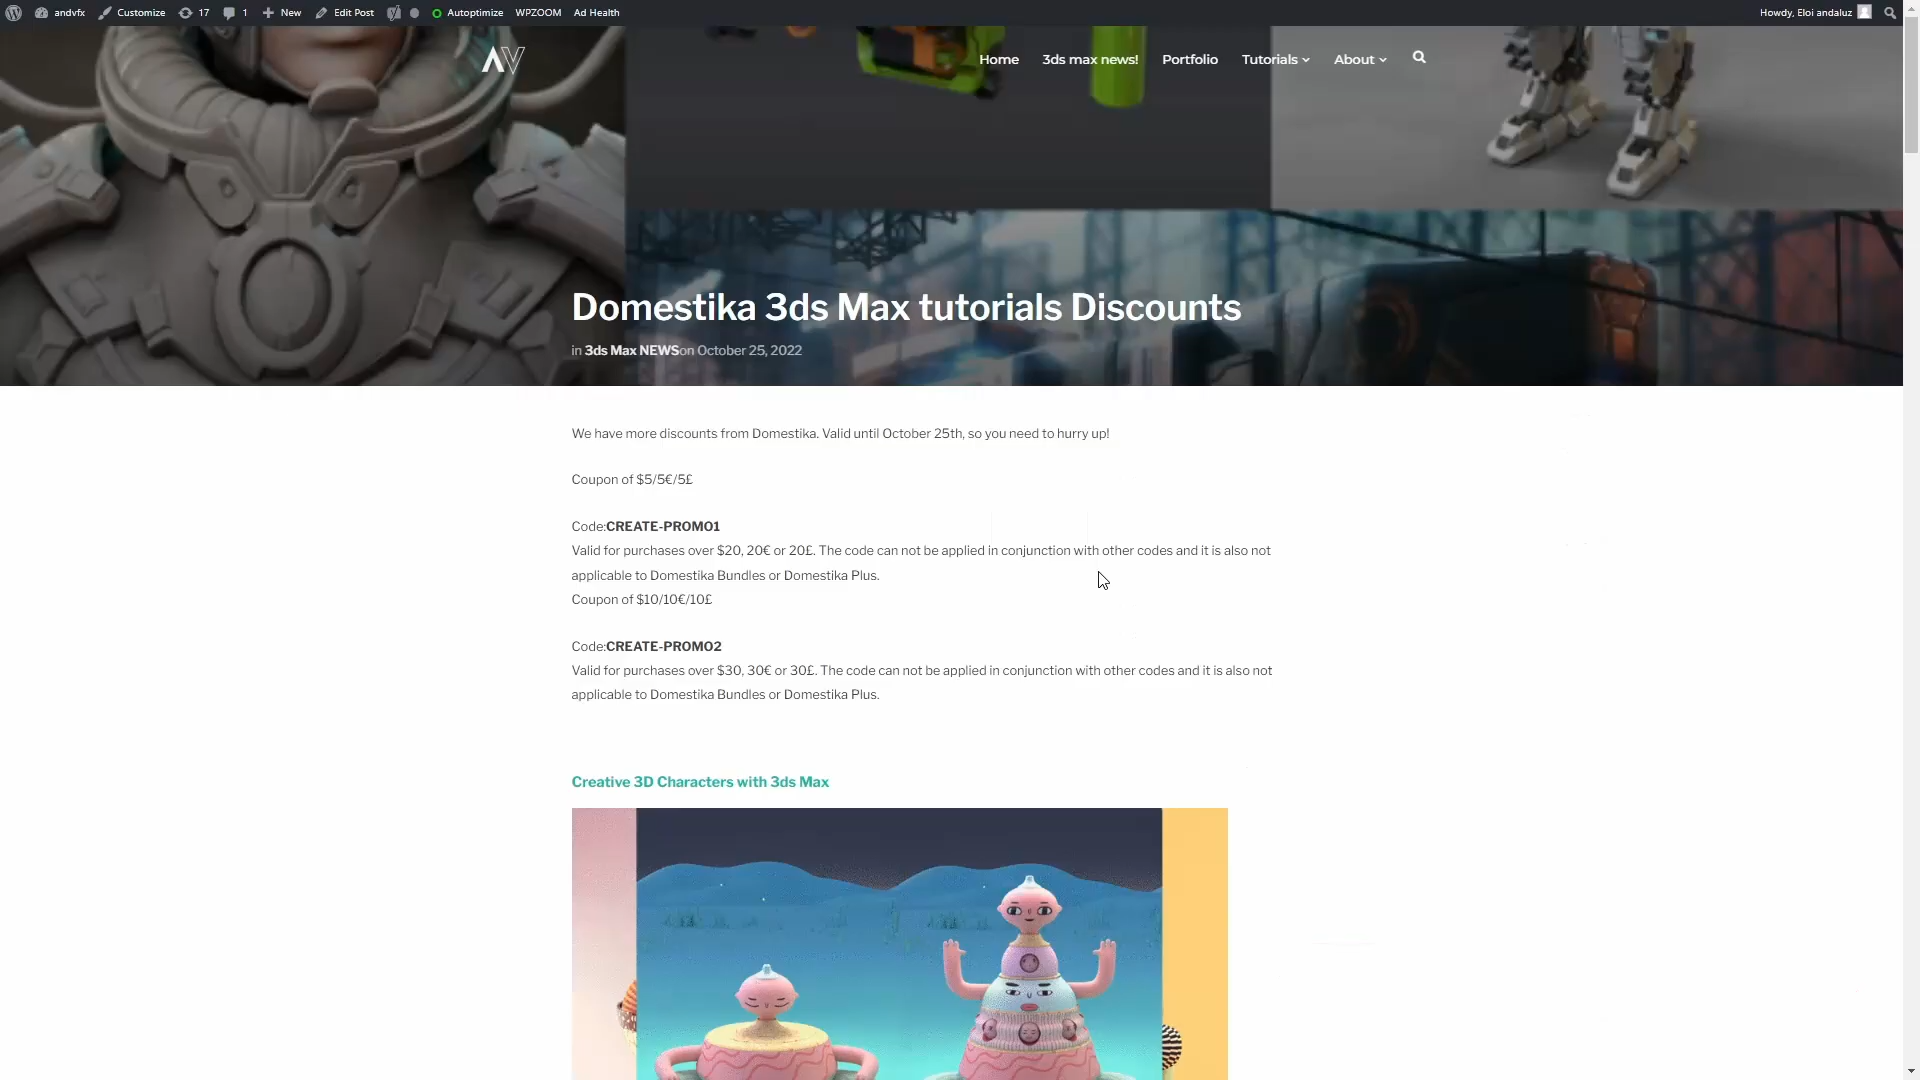 andvfx Customize 17 1 New Edit Post Autoptimize WPZOOM Ad Health Howdy, Eloi andaluz
AV Home 3ds max news! Portfolio Tutorials About
Domestika 3ds Max tutorials Discounts
in 3ds Max NEWSon October 25, 2022
We have more discounts from Domestika. Valid until October 25th, so you need to hurry up!
Coupon of $5/5€/5£
Code:CREATE-PROMO1
Valid for purchases over $20, 20€ or 20£. The code can not be applied in conjunction with other codes and it is also not
applicable to Domestika Bundles or Domestika Plus.
Coupon of $10/10€/10£
Code:CREATE-PROMO2
Valid for purchases over $30, 30€ or 30£. The code can not be applied in conjunction with other codes and it is also not
applicable to Domestika Bundles or Domestika Plus.
Creative 3D Characters with 3ds Max